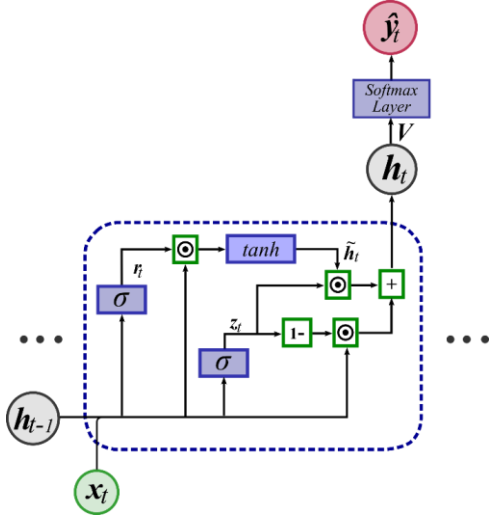 ŷₜ
Softmax
Layer
V
hₜ
h̃ₜ
rₜ
⊙
tanh
σ
⊙
+
zₜ
1-
⊙
σ
...
...
hₜ₋₁
xₜ